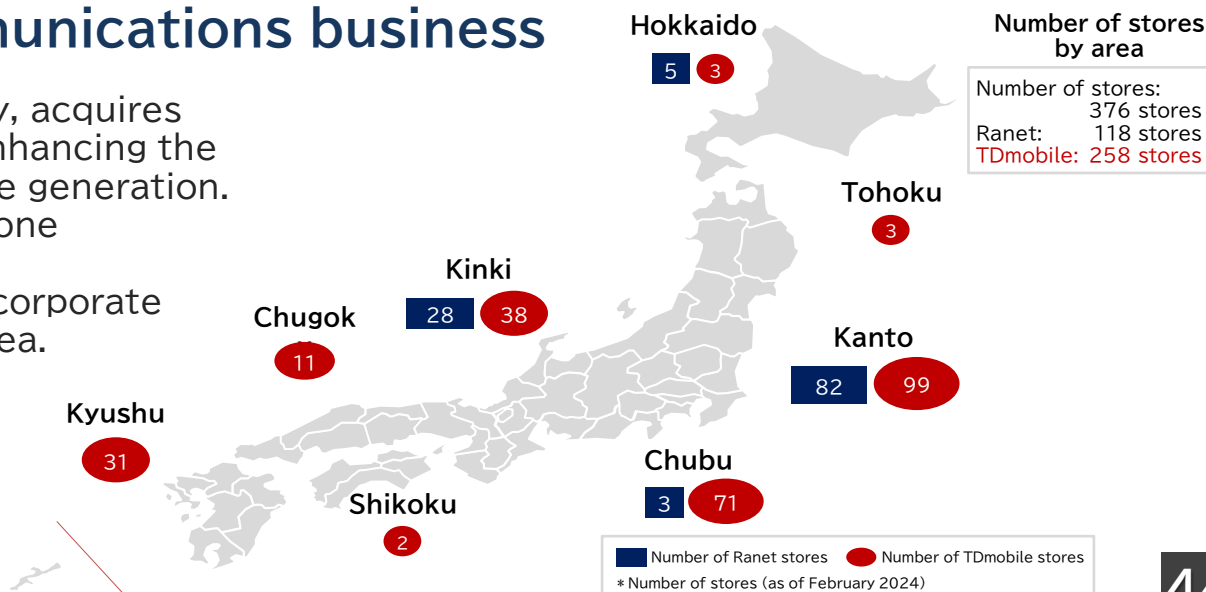 munications business
y, acquires
nhancing the
e generation.
one
corporate
ea.
Hokkaido
5 3
Number of stores
by area
Number of stores:
376 stores
Ranet: 118 stores
TDmobile: 258 stores
Tohoku
3
Kinki
28 38
Chugok
11
Kanto
82 99
Kyushu
31
Chubu
3 71
Shikoku
2
Number of Ranet stores Number of TDmobile stores
* Number of stores (as of February 2024)